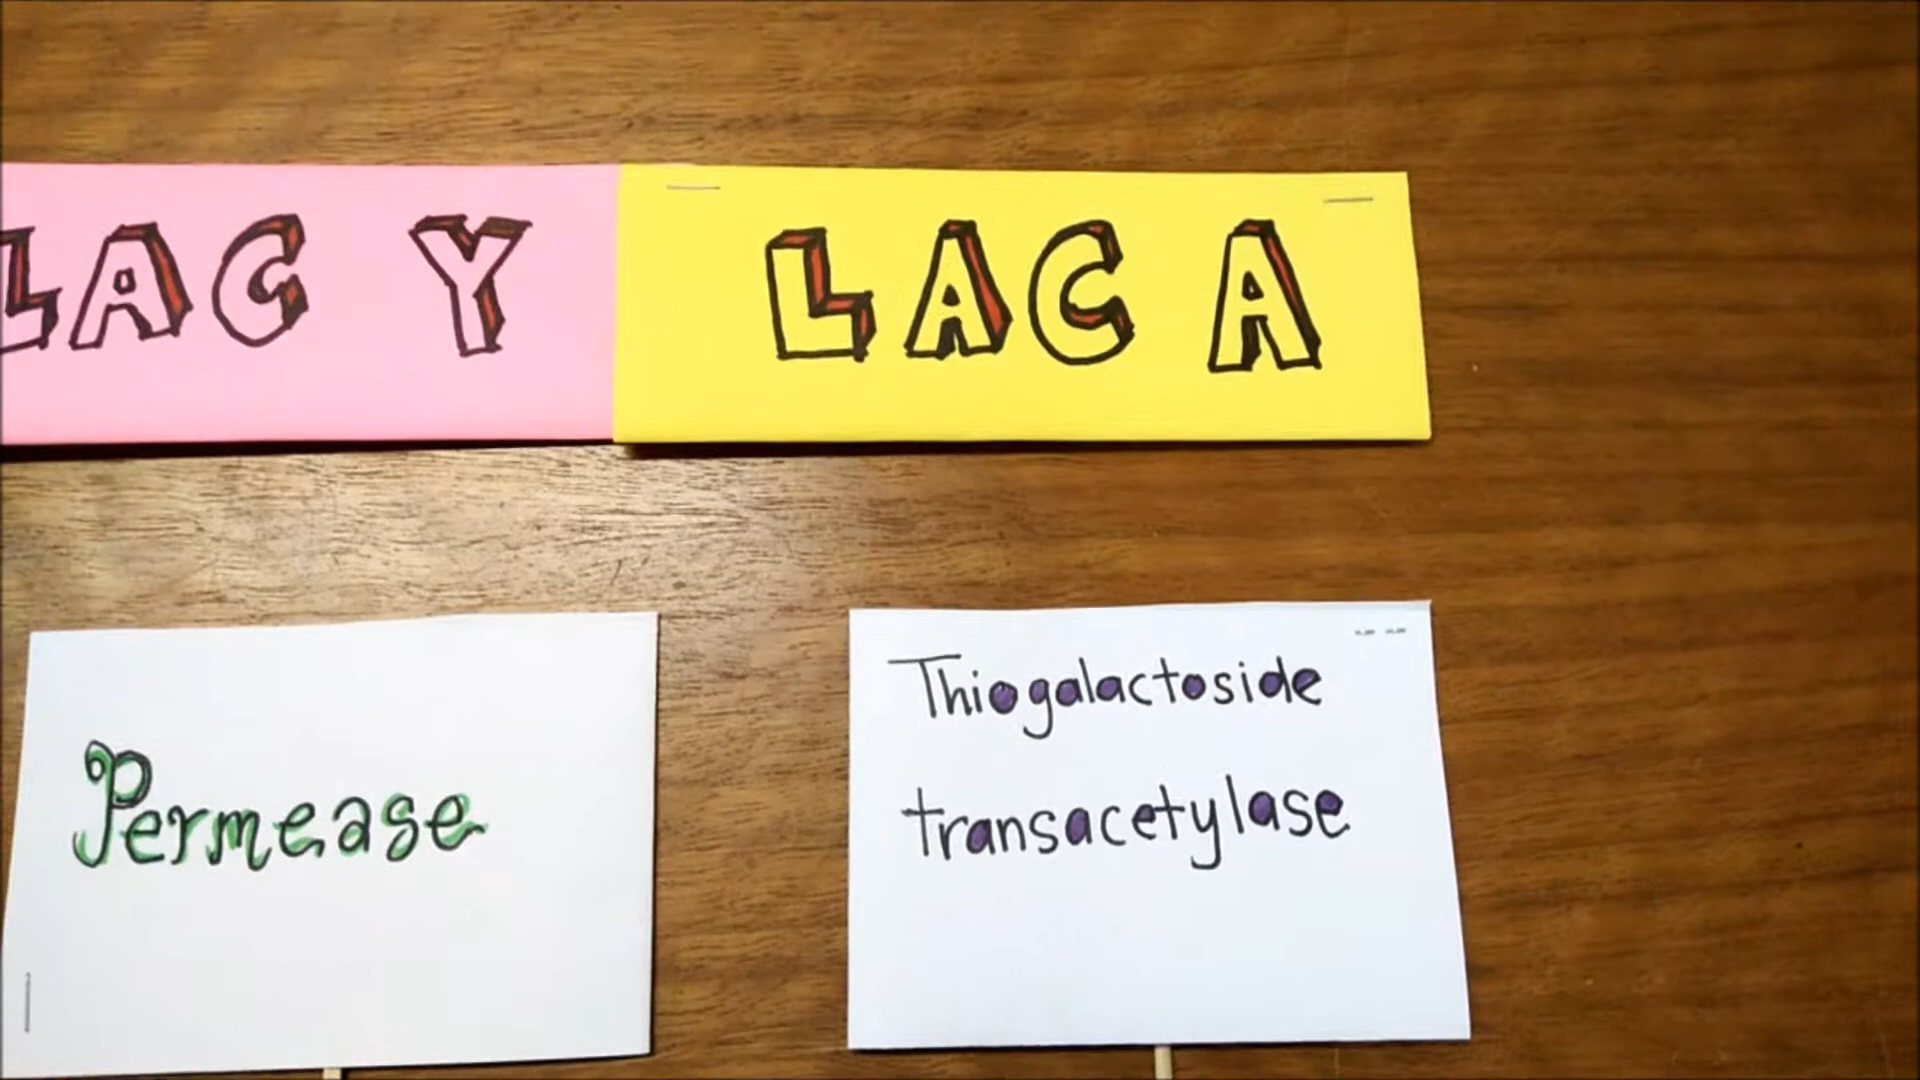 LAC Y
LAC A
Permease
Thiogalactoside
transacetylase